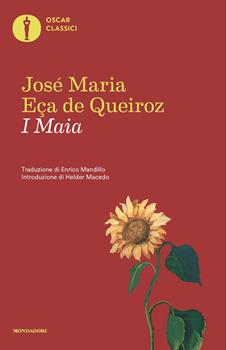 OSCAR
CLASSICI
José Maria
Eça de Queiroz
I Maia
Traduzione di Enrico Mandillo
Introduzione di Helder Macedo
MONDADORI